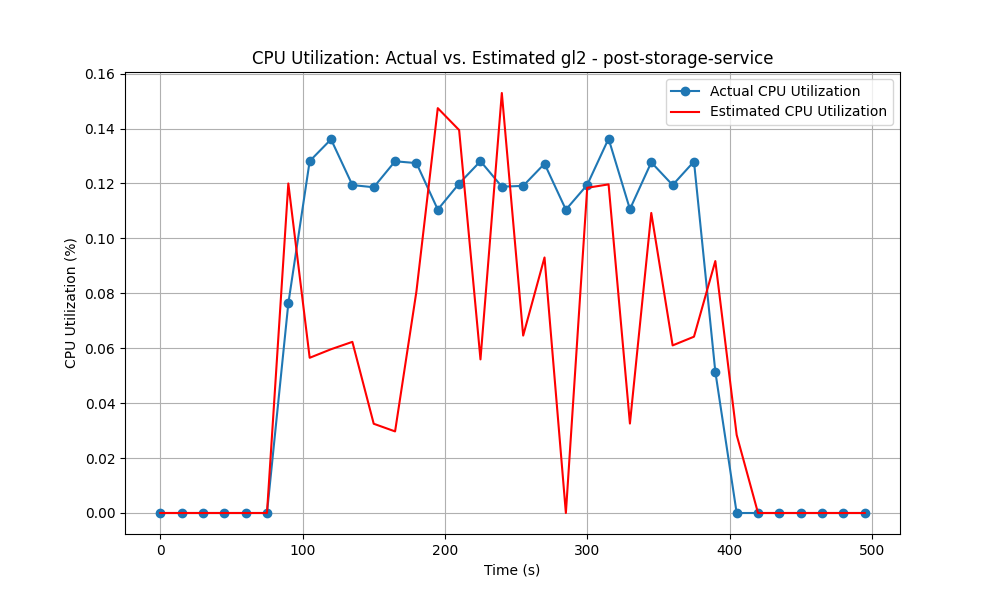 CPU Utilization: Actual vs. Estimated gl2 - post-storage-service
Actual CPU Utilization
Estimated CPU Utilization
CPU Utilization (%)
0.16
0.14
0.12
0.10
0.08
0.06
0.04
0.02
0.00
0 100 200 300 400 500
Time (s)